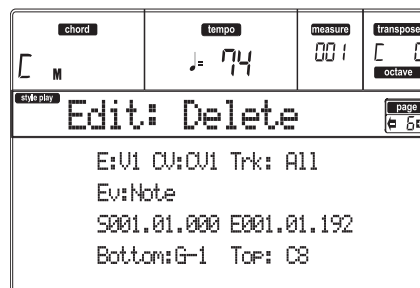 chord tempo measure transpose
C M ♩= 74 001 C
octave
style play Edit: Delete page
6
E:V1 CV:CV1 Trk: All
Ev:Note
S001.01.000 E001.01.192
Bottom:G-1 Top: C8